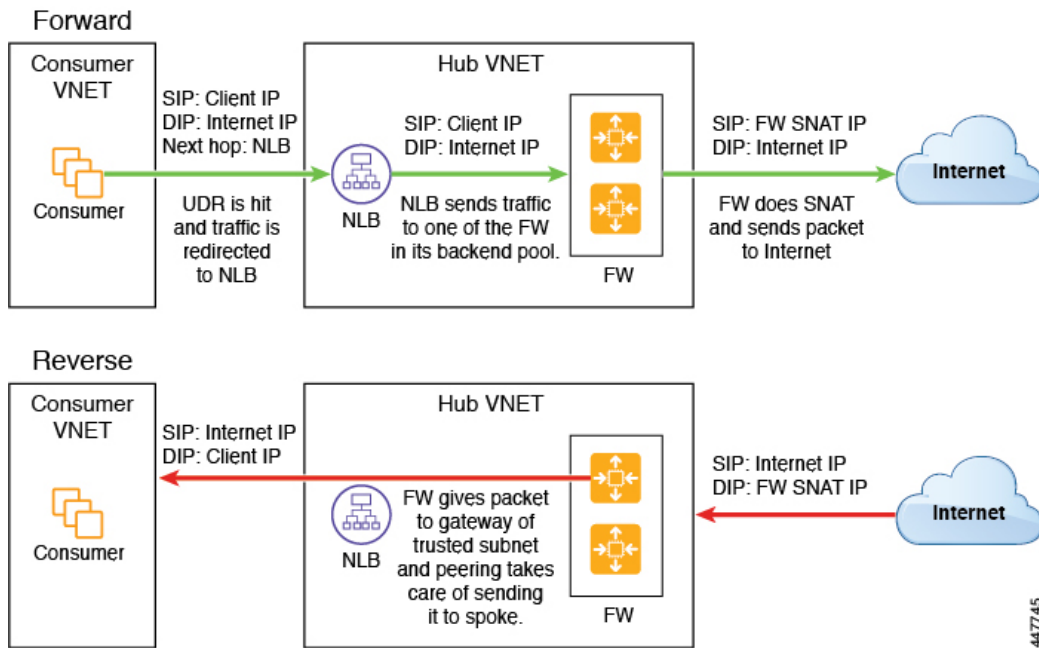 Forward
Consumer
VNET
Consumer
SIP: Client IP
DIP: Internet IP
Next hop: NLB
UDR is hit
and traffic is
redirected
to NLB
Hub VNET
NLB
SIP: Client IP
DIP: Internet IP
NLB sends traffic
to one of the FW
in its backend pool.
FW
SIP: FW SNAT IP
DIP: Internet IP
FW does SNAT
and sends packet
to Internet
Internet
Reverse
Consumer
VNET
Consumer
SIP: Internet IP
DIP: Client IP
Hub VNET
NLB
FW gives packet
to gateway of
trusted subnet
and peering takes
care of sending
it to spoke.
FW
SIP: Internet IP
DIP: FW SNAT IP
Internet
447745